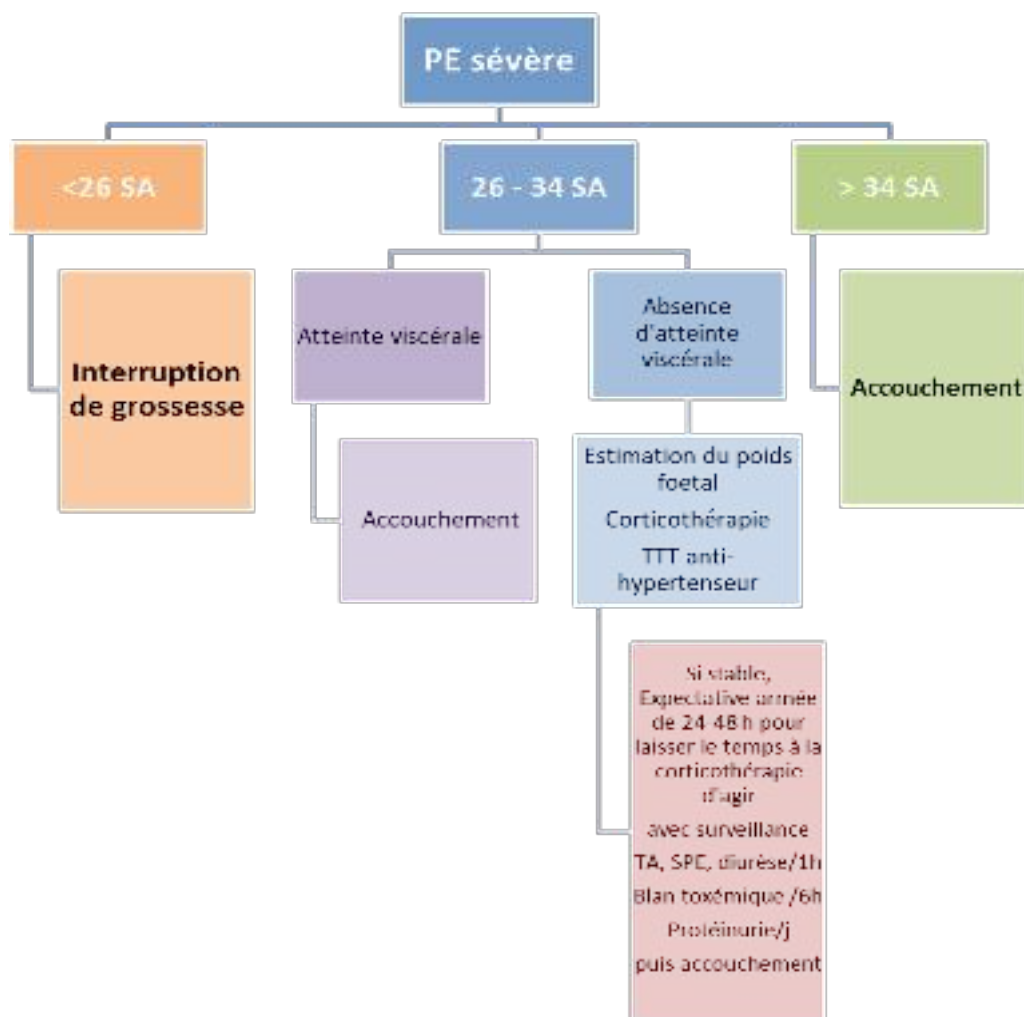 PE sévère
<26 SA
26 - 34 SA
> 34 SA
Interruption
de grossesse
Atteinte viscérale
Accouchement
Absence
d'atteinte
viscérale
Estimation du poids
foetal
Corticothérapie
TTT anti-
hypertenseur
Si stable,
Expectative armée
de 24-48 h pour
laisser le temps à la
corticothérapie
d'agir
avec surveillance
TA, SPE, diurèse/1h
Blan toxémique /6h
Protéinurie/j
puis accouchement
Accouchement